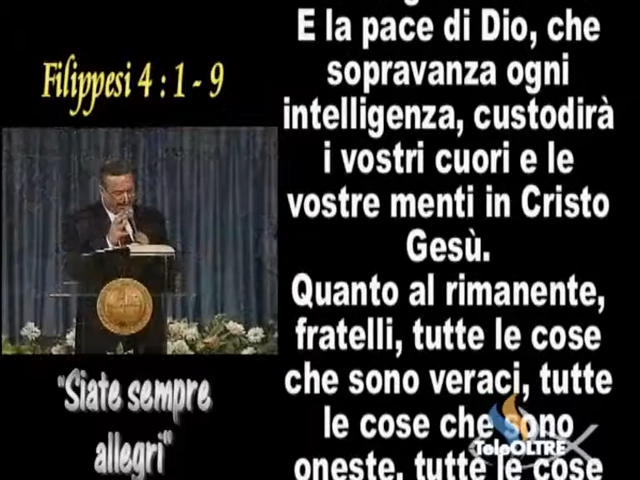 Filippesi 4 : 1 - 9
"Siate sempre
allegri"
E la pace di Dio, che
sopravanza ogni
intelligenza, custodirà
i vostri cuori e le
vostre menti in Cristo
Gesù.
Quanto al rimanente,
fratelli, tutte le cose
che sono veraci, tutte
le cose che sono
oneste, tutte le cose
TeleOLTRE